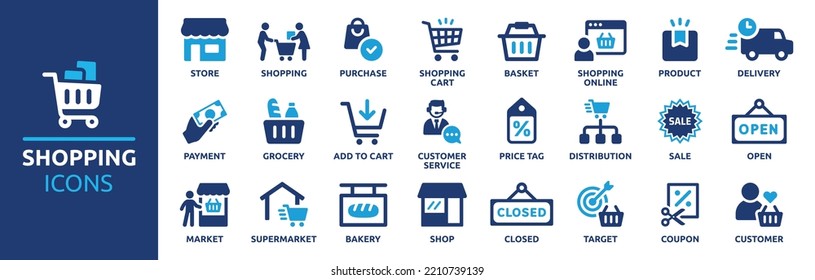 SHOPPING
ICONS
STORE
SHOPPING
PURCHASE
SHOPPING
CART
BASKET
SHOPPING
ONLINE
PRODUCT
DELIVERY
PAYMENT
GROCERY
ADD TO CART
CUSTOMER
SERVICE
%
PRICE TAG
DISTRIBUTION
SALE
SALE
OPEN
OPEN
MARKET
SUPERMARKET
BAKERY
SHOP
CLOSED
CLOSED
TARGET
%
COUPON
CUSTOMER
shutterstock.com · 2210739139